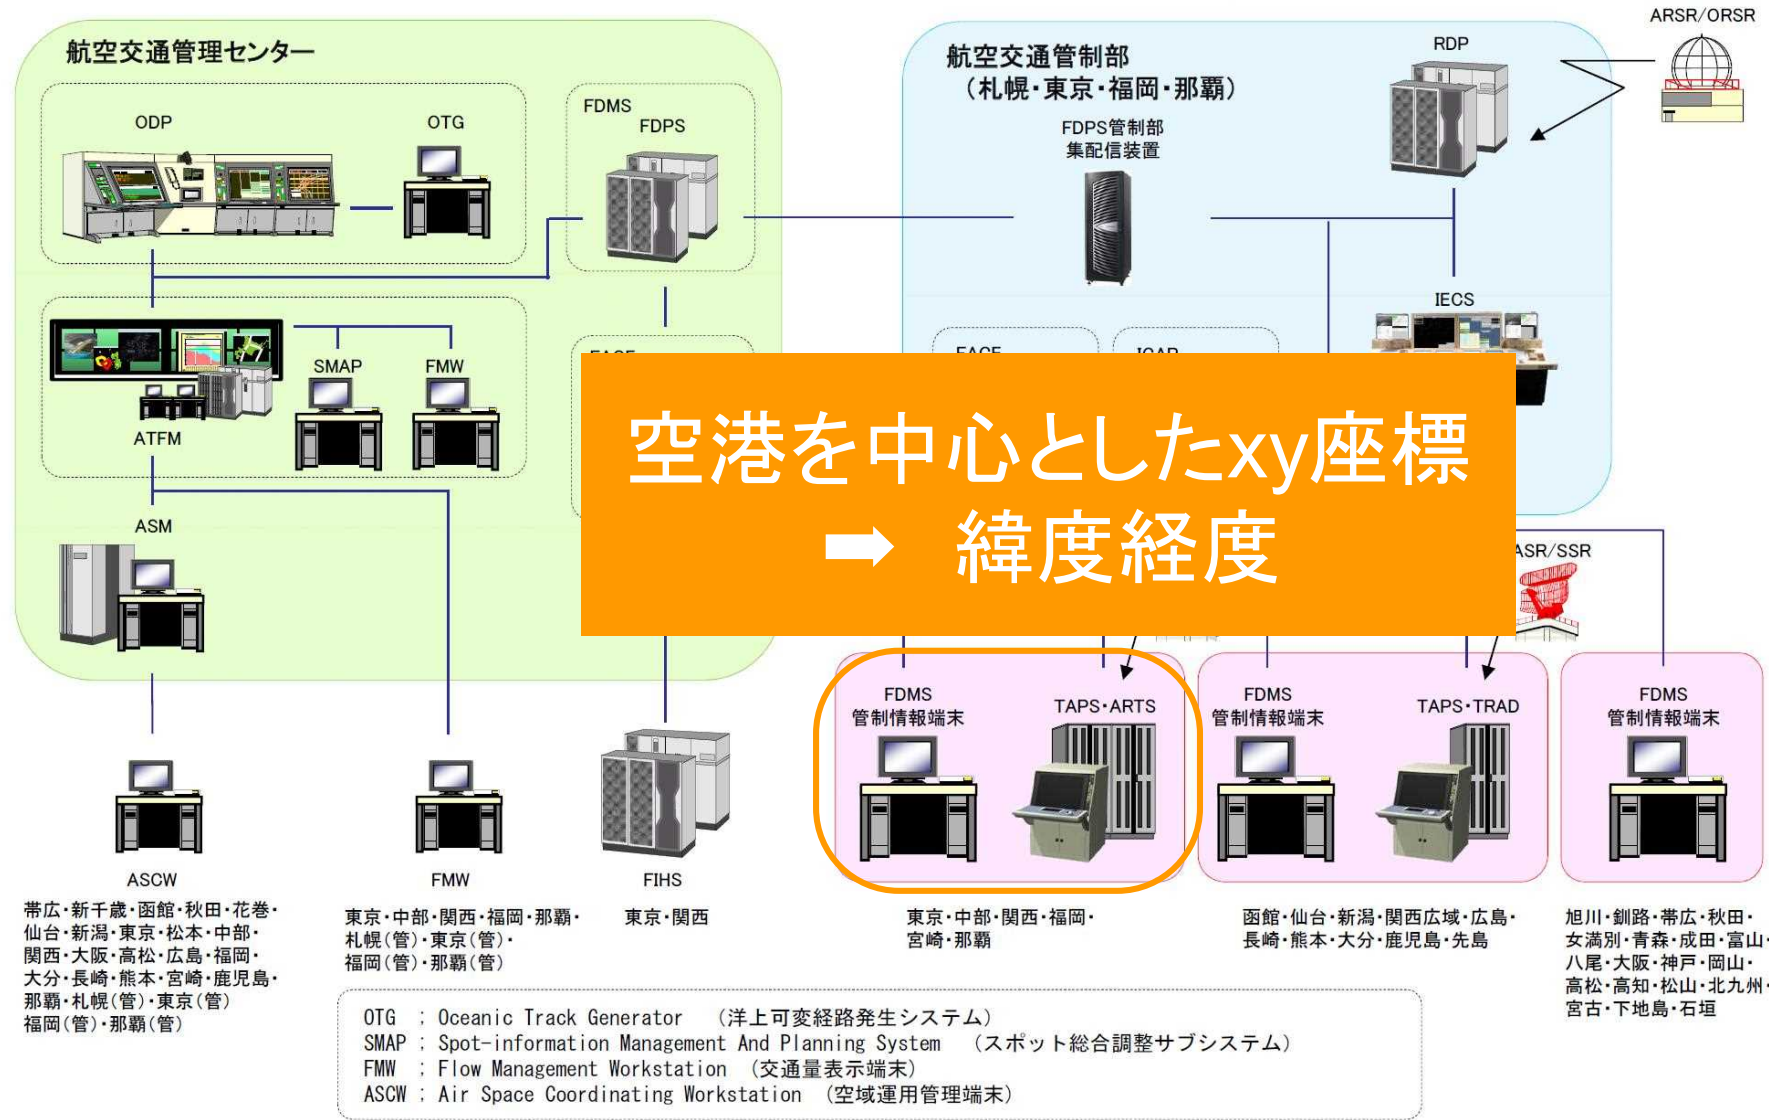 航空交通管理センター
ODP
OTG
FDMS
FDPS
航空交通管制部
（札幌・東京・福岡・那覇）
FDPS管制部
集配信装置
RDP
ARSR/ORSR
IECS
SMAP
FMW
ATFM
ASM
空港を中心としたxy座標
➡ 緯度経度
ASR/SSR
FDMS
管制情報端末
TAPS・ARTS
FDMS
管制情報端末
TAPS・TRAD
FDMS
管制情報端末
ASCW
帯広・新千歳・函館・秋田・花巻・
仙台・新潟・東京・松本・中部・
関西・大阪・高松・広島・福岡・
大分・長崎・熊本・宮崎・鹿児島・
那覇・札幌(管)・東京(管)
福岡(管)・那覇(管)
FMW
東京・中部・関西・福岡・那覇・
札幌(管)・東京(管)・
福岡(管)・那覇(管)
FIHS
東京・関西
東京・中部・関西・福岡・
宮崎・那覇
函館・仙台・新潟・関西広域・広島・
長崎・熊本・大分・鹿児島・先島
旭川・釧路・帯広・秋田・
女満別・青森・成田・富山・
八尾・大阪・神戸・岡山・
高松・高知・松山・北九州・
宮古・下地島・石垣
OTG ; Oceanic Track Generator （洋上可変経路発生システム）
SMAP ; Spot-information Management And Planning System （スポット総合調整サブシステム）
FMW ; Flow Management Workstation （交通量表示端末）
ASCW ; Air Space Coordinating Workstation （空域運用管理端末）